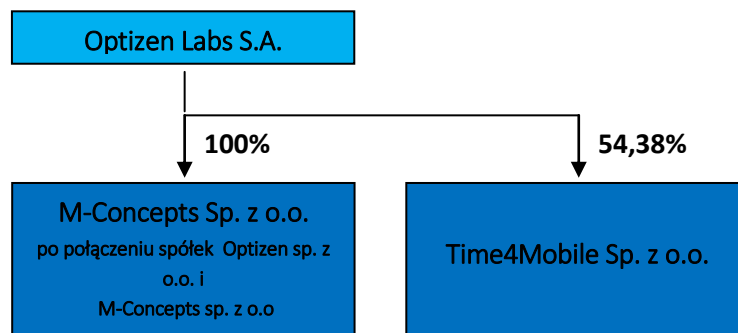 Optizen Labs S.A.
100%
54,38%
M-Concepts Sp. z o.o.
po połączeniu spółek Optizen sp. z
o.o. i
M-Concepts sp. z o.o
Time4Mobile Sp. z o.o.